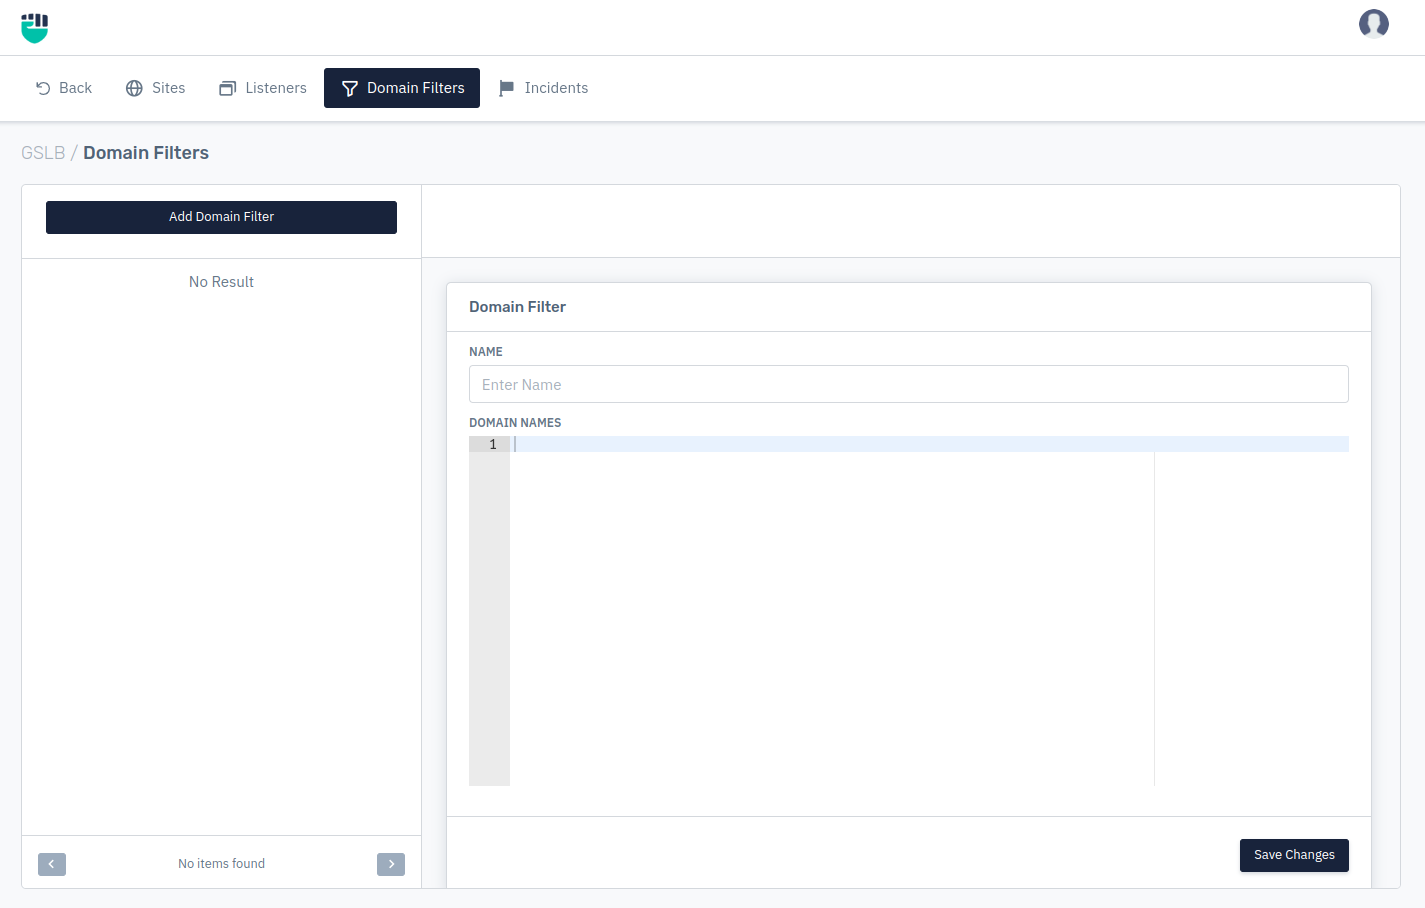 Back Sites Listeners Domain Filters Incidents
GSLB / Domain Filters
Add Domain Filter
No Result
Domain Filter
NAME
Enter Name
DOMAIN NAMES
1
Save Changes
No items found